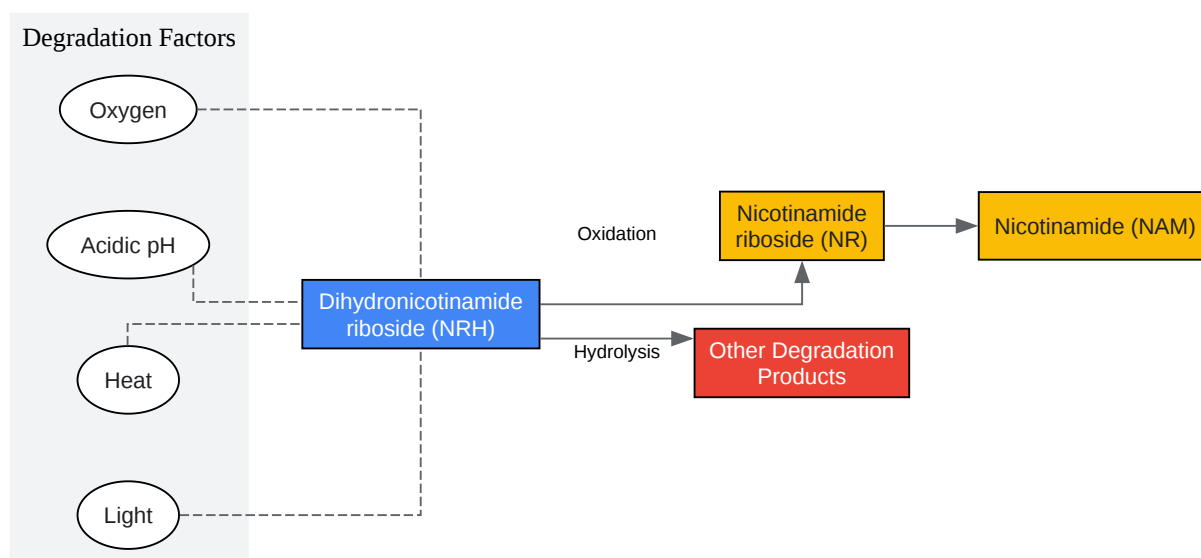 Degradation Factors
Oxygen
Acidic pH
Heat
Light
Dihydronicotinamide
riboside (NRH)
Oxidation
Hydrolysis
Nicotinamide
riboside (NR)
Nicotinamide (NAM)
Other Degradation
Products